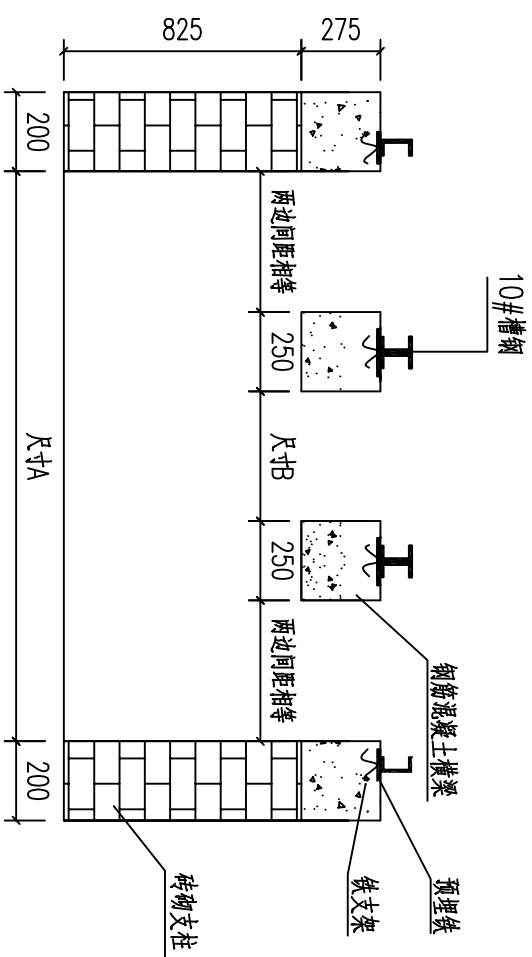 10#槽钢
钢筋混凝土横梁
预埋铁
铁支架
砖砌支柱
275
825
两边间距相等
250
尺寸B
250
两边间距相等
200
尺寸A
200